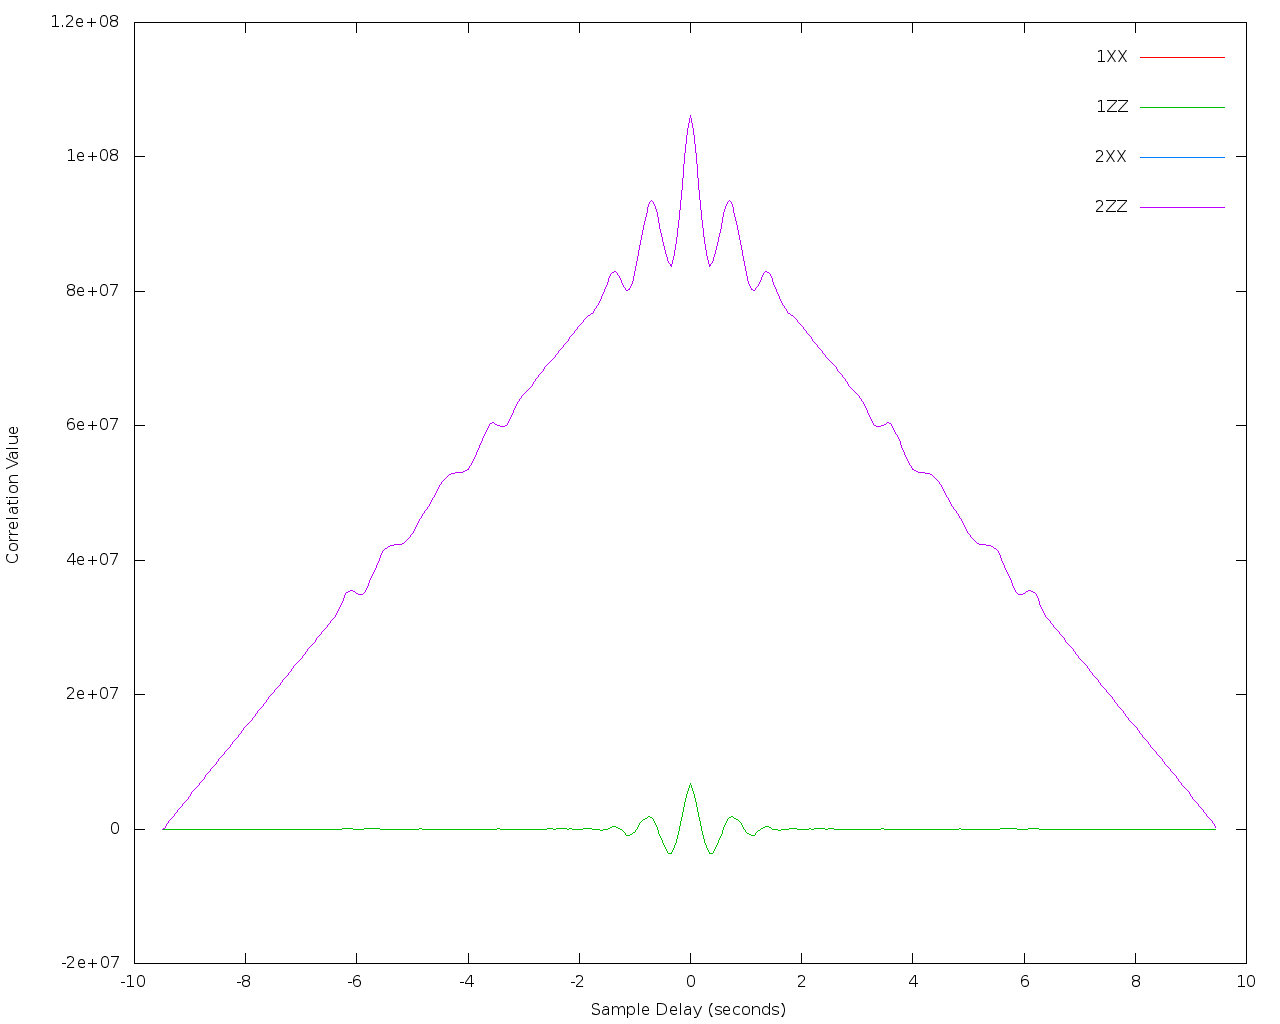 1.2e+08
1e+08
8e+07
6e+07
4e+07
2e+07
0
-2e+07
-10
-8
-6
-4
-2
0
2
4
6
8
10
Correlation Value
Sample Delay (seconds)
1XX
1ZZ
2XX
2ZZ